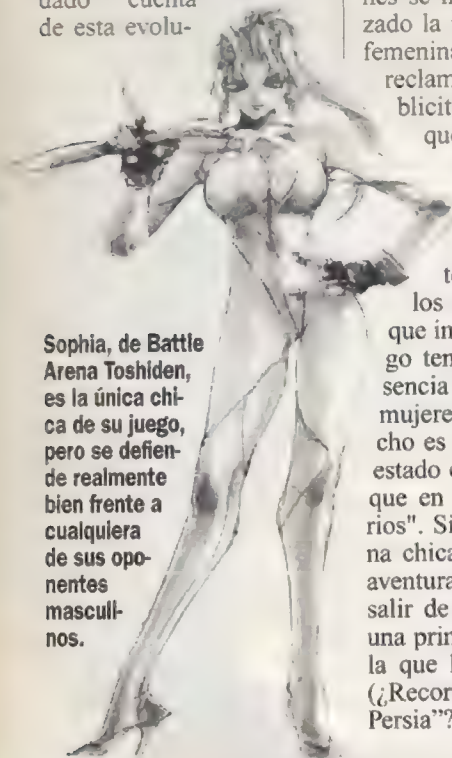 uado cuenta
de esta evolu-
Sophia, de Battle
Arena Toshiden,
es la única chi-
ca de su juego,
pero se defien-
de realmente
bien frente a
cualquiera
de sus opo-
nentes
masculi-
nos.
nes se
zado la
femenina
reclam
blicit
que
los
que in
go ten
sencia
mujere
cho es
estado
que en
rios". Si
na chica
aventura
salir de
una prin
la que
(¿Recor
Persia"?